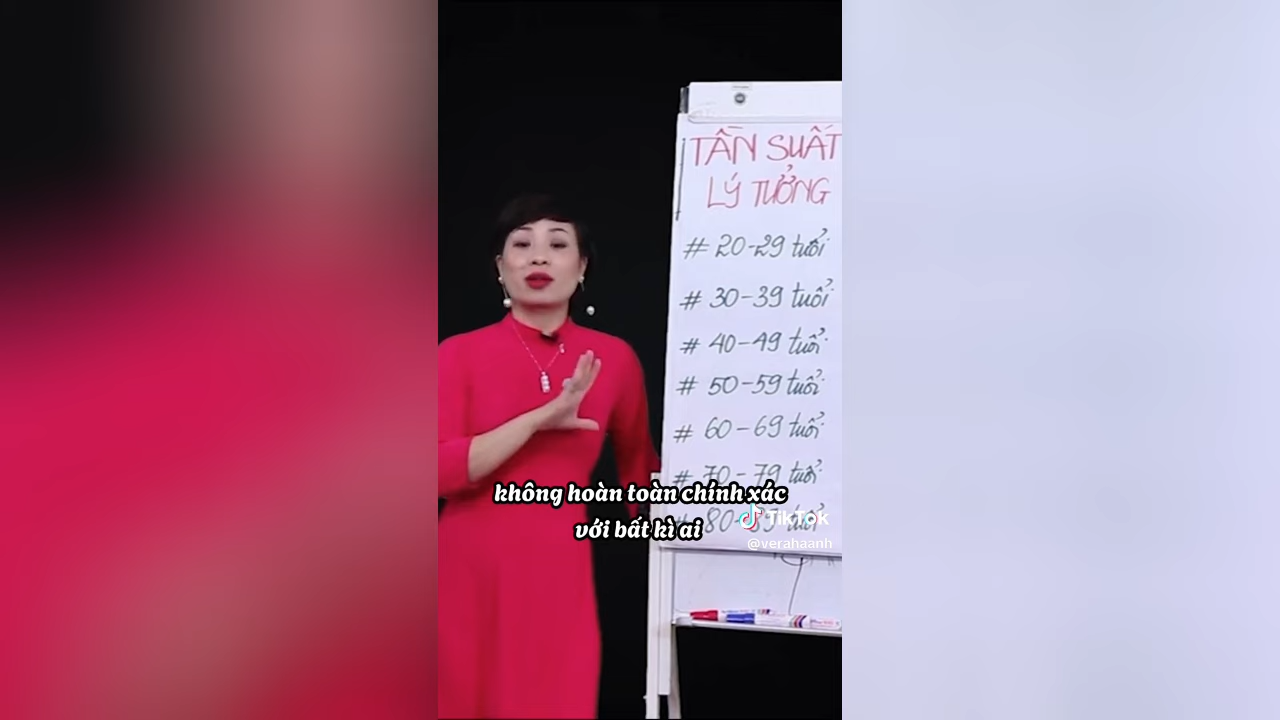 TẦN SUẤT
LÝ TƯỞNG
# 20-29 tuổi
# 30-39 tuổi
# 40-49 tuổi
# 50-59 tuổi
# 60-69 tuổi
# 70-79 tuổi
không hoàn toàn chính xác
với bất kì ai
TikTok
@verahaanh